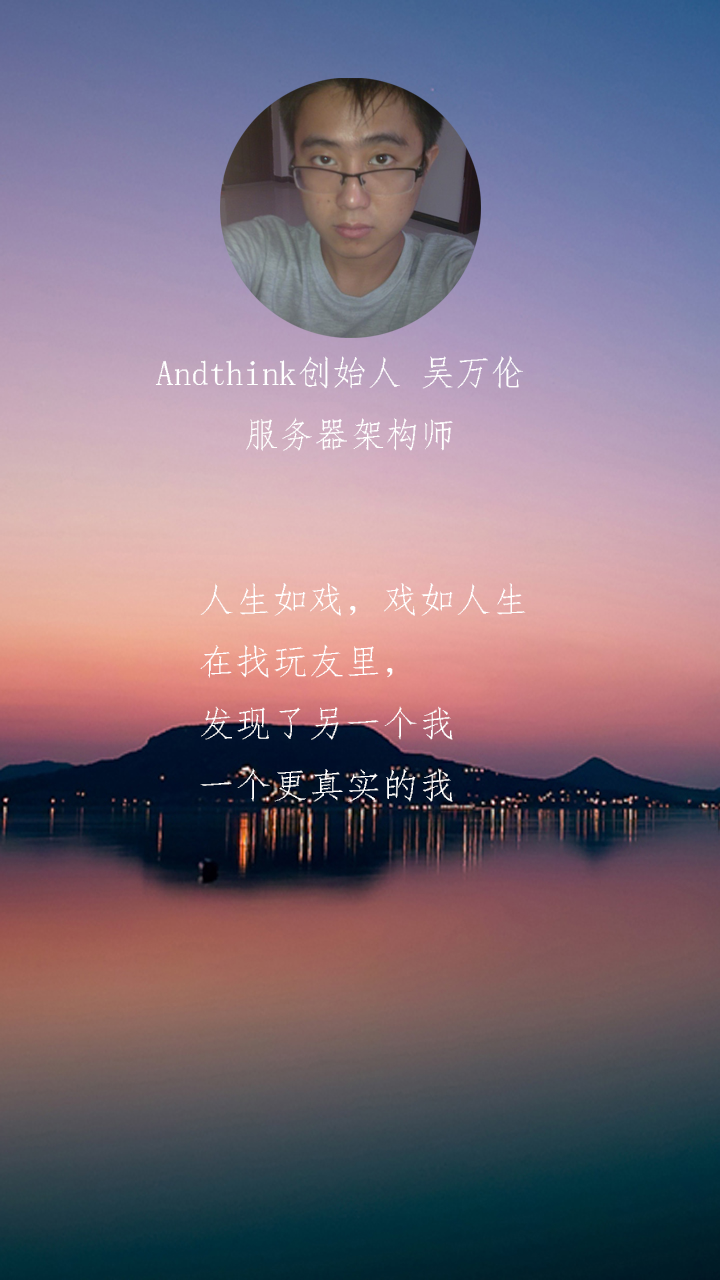 Andthink创始人 吴万伦
服务器架构师
人生如戏，戏如人生
在找玩友里，
发现了另一个我
一个更真实的我